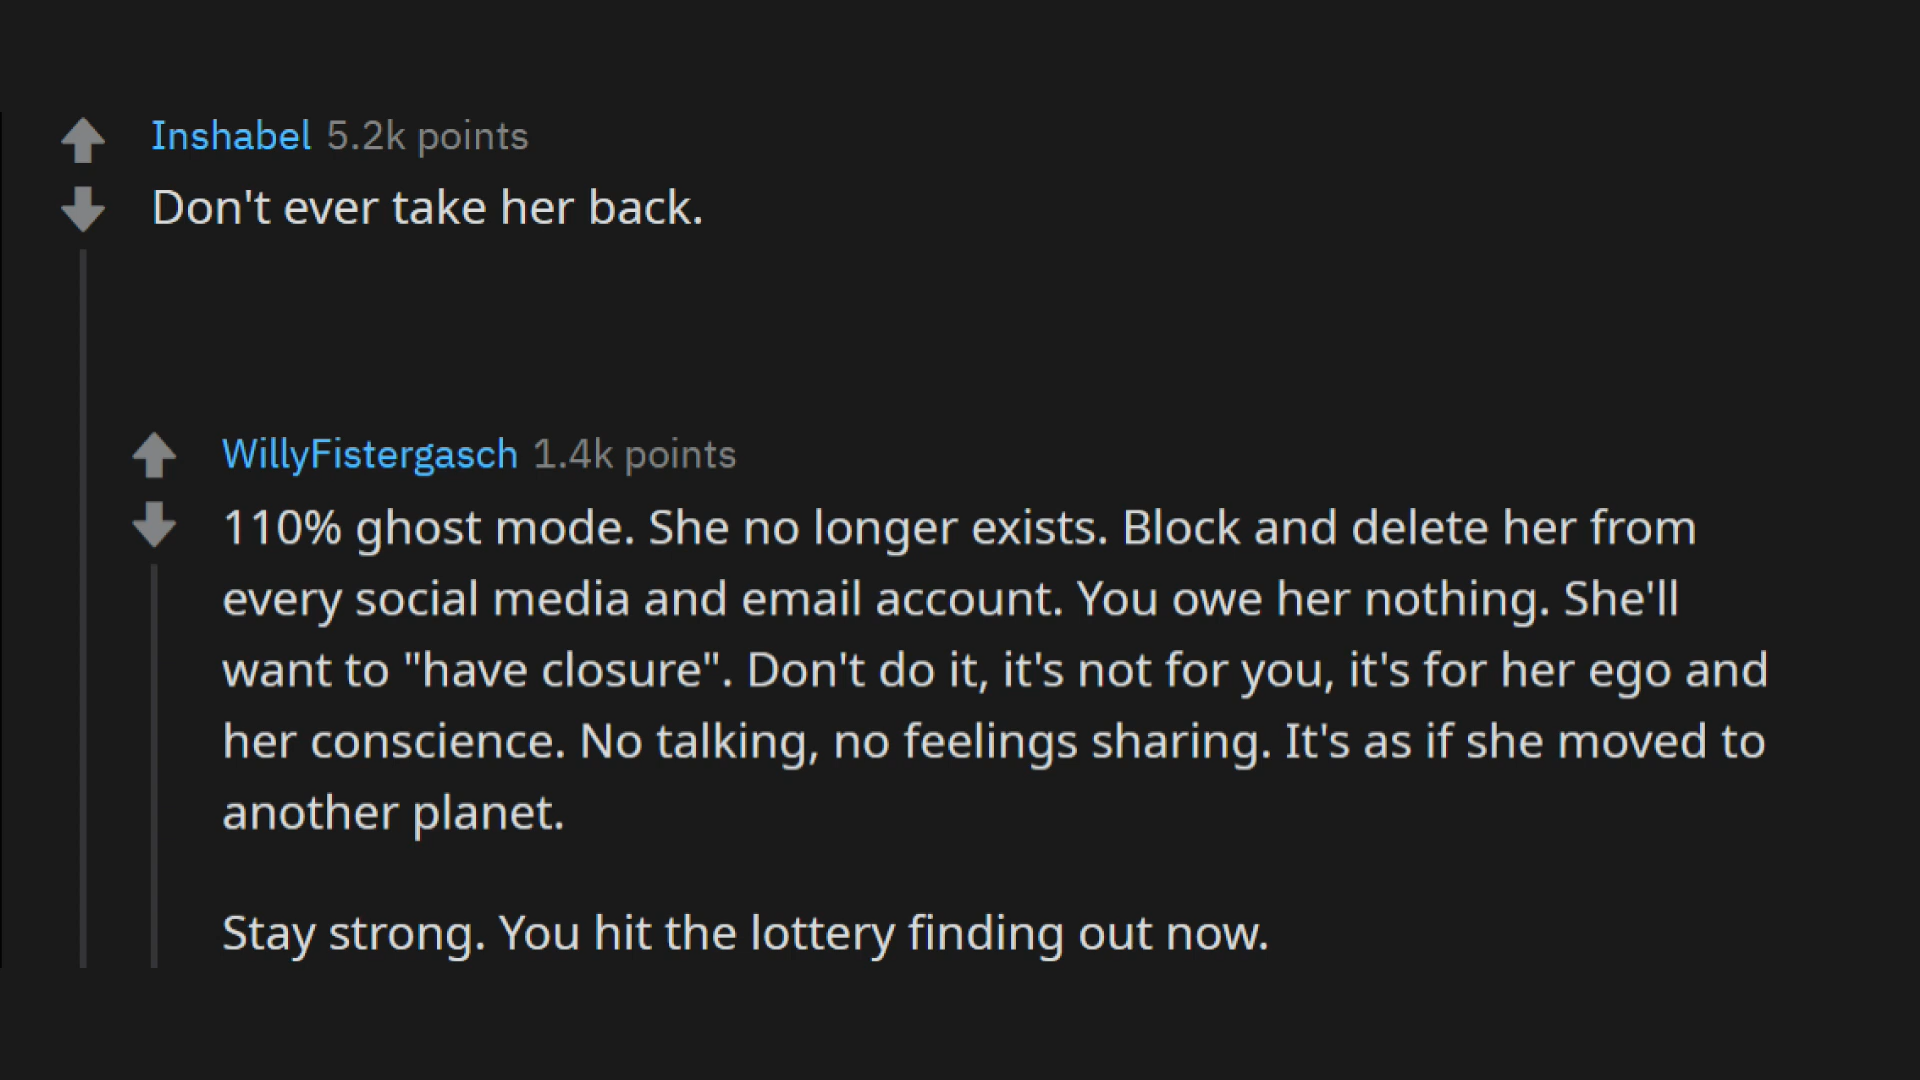 Inshabel 5.2k points
Don't ever take her back.
WillyFistergasch 1.4k points
110% ghost mode. She no longer exists. Block and delete her from
every social media and email account. You owe her nothing. She'll
want to "have closure". Don't do it, it's not for you, it's for her ego and
her conscience. No talking, no feelings sharing. It's as if she moved to
another planet.
Stay strong. You hit the lottery finding out now.